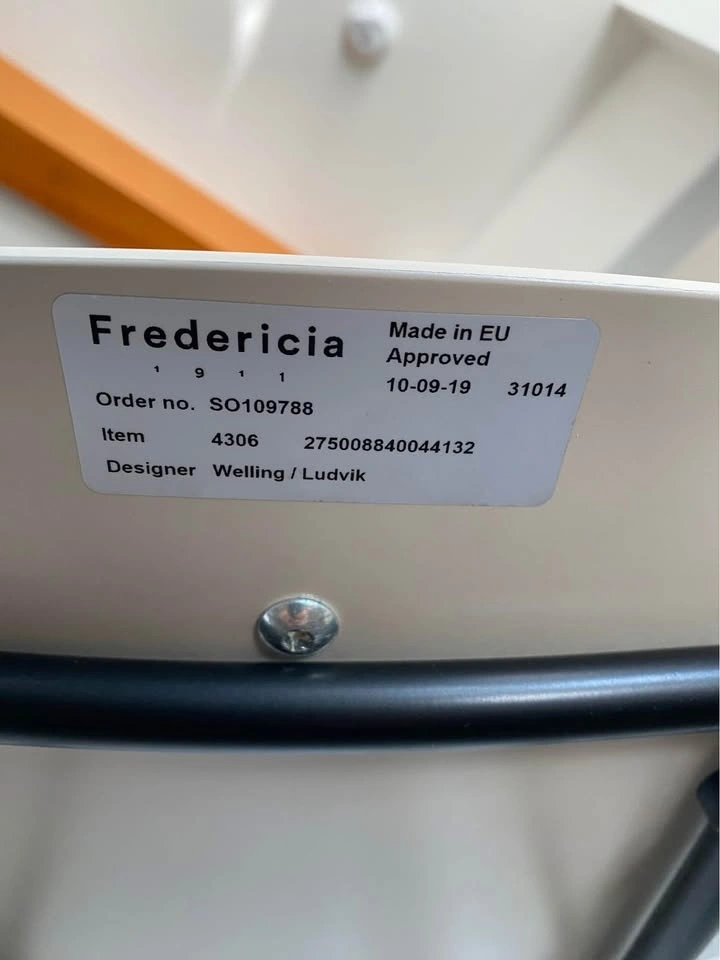 Fredericia
1 9 1 1
Made in EU
Approved
10-09-19 31014
Order no. SO109788
Item 4306 275008840044132
Designer Welling / Ludvik